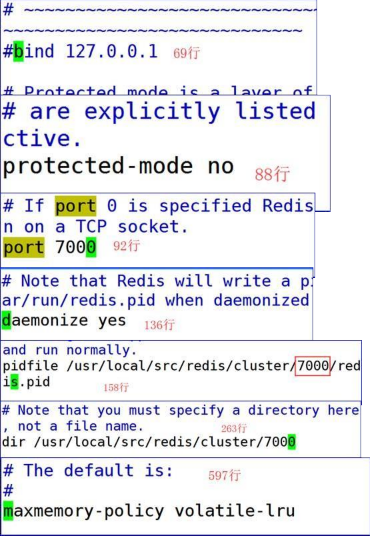 # ~~~~~~~~~~~~~~~~~~~~~~~~~~~~~
~~~~~~~~~~~~~~~~~~~~~~~~~~~~~
#bind 127.0.0.1 69行
# Protected mode is a layer of
# are explicitly listed
ctive.
protected-mode no 88行
# If port 0 is specified Redis
n on a TCP socket.
port 7000 92行
# Note that Redis will write a pi
ar/run/redis.pid when daemonized
daemonize yes 136行
and run normally.
pidfile /usr/local/src/redis/cluster/7000/red
is.pid 158行
# Note that you must specify a directory here
, not a file name. 263行
dir /usr/local/src/redis/cluster/7000
# The default is: 597行
#
maxmemory-policy volatile-lru